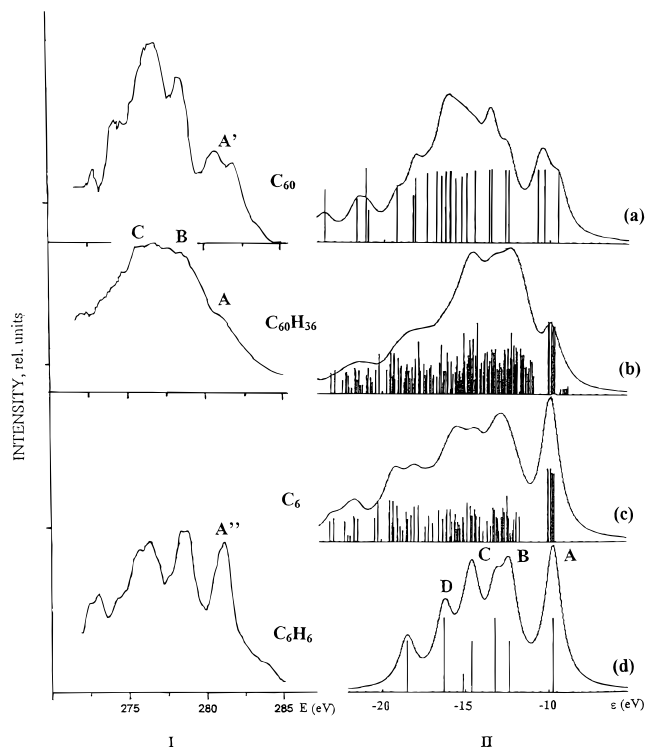 INTENSITY, rel. units
A'
C₆₀
(a)
C
B
A
C₆₀H₃₆
(b)
C₆
(c)
A''
C₆H₆
D
C
B
A
(d)
275
280
285
E (eV)
-20
-15
-10
ε (eV)
I
II